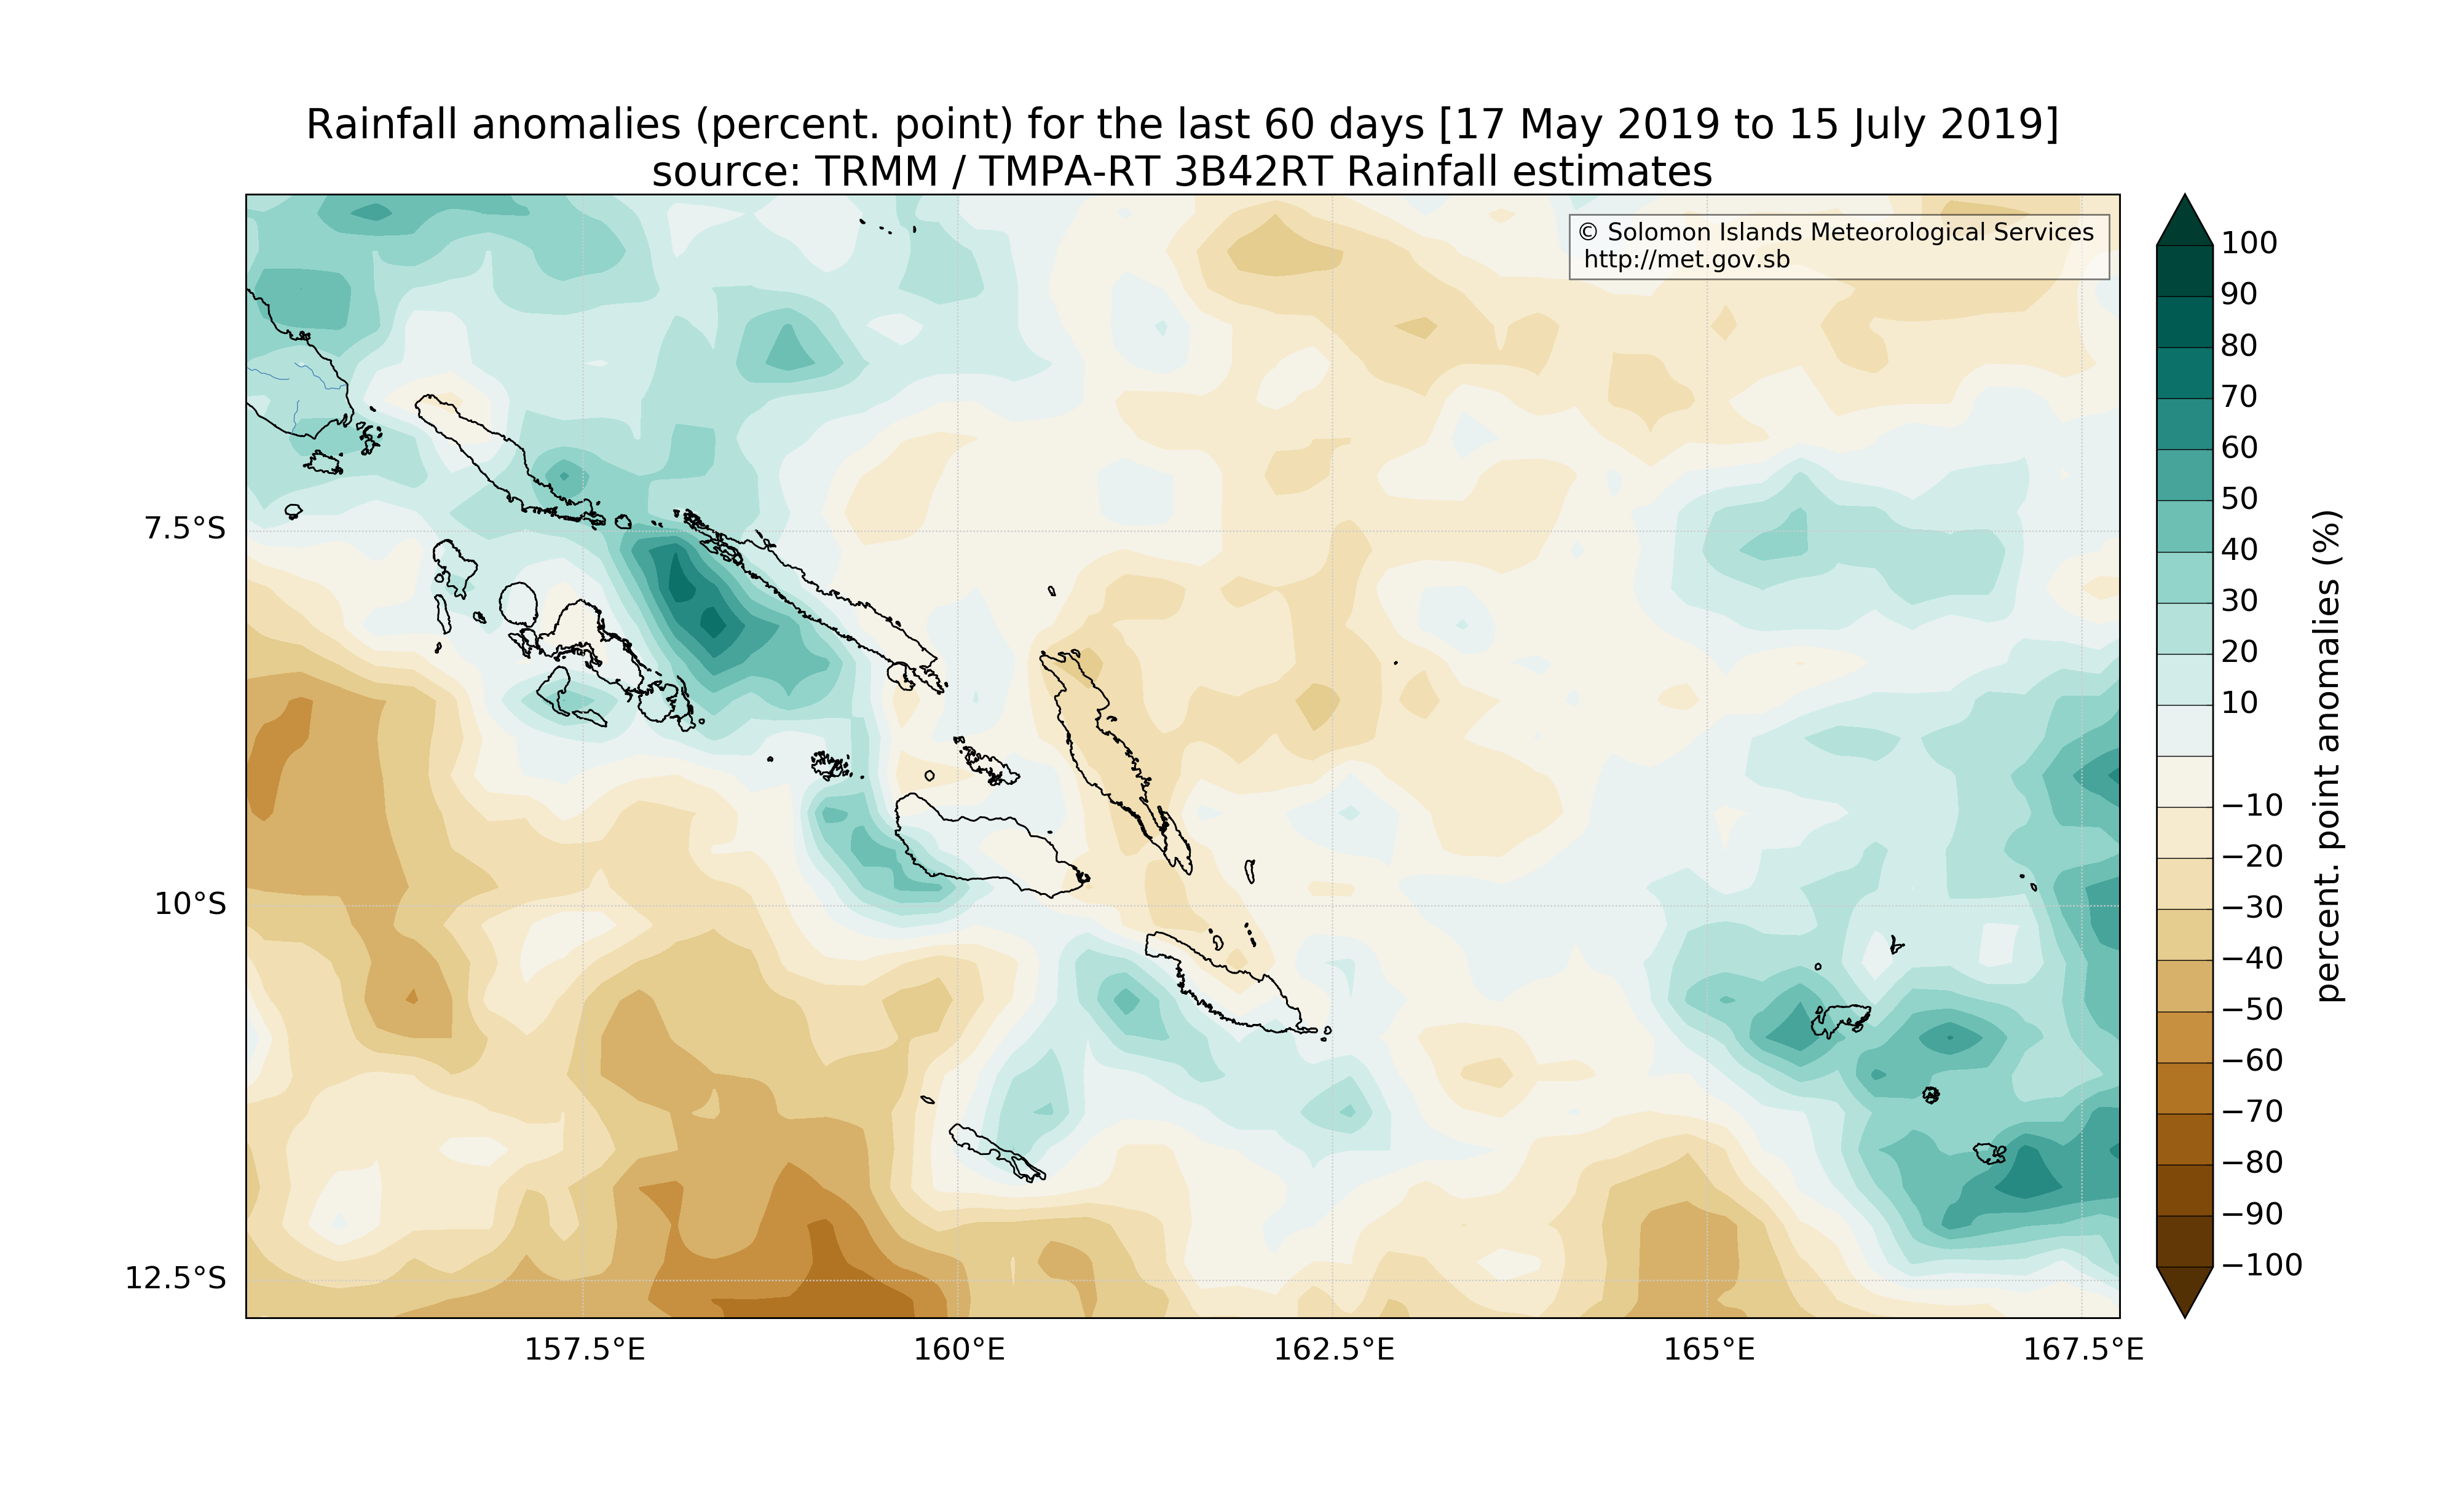 Rainfall anomalies (percent. point) for the last 60 days [17 May 2019 to 15 July 2019]
source: TRMM / TMPA-RT 3B42RT Rainfall estimates
© Solomon Islands Meteorological Services
http://met.gov.sb
7.5°S
10°S
12.5°S
157.5°E
160°E
162.5°E
165°E
167.5°E
100
90
80
70
60
50
40
30
20
10
−10
−20
−30
−40
−50
−60
−70
−80
−90
−100
percent. point anomalies (%)